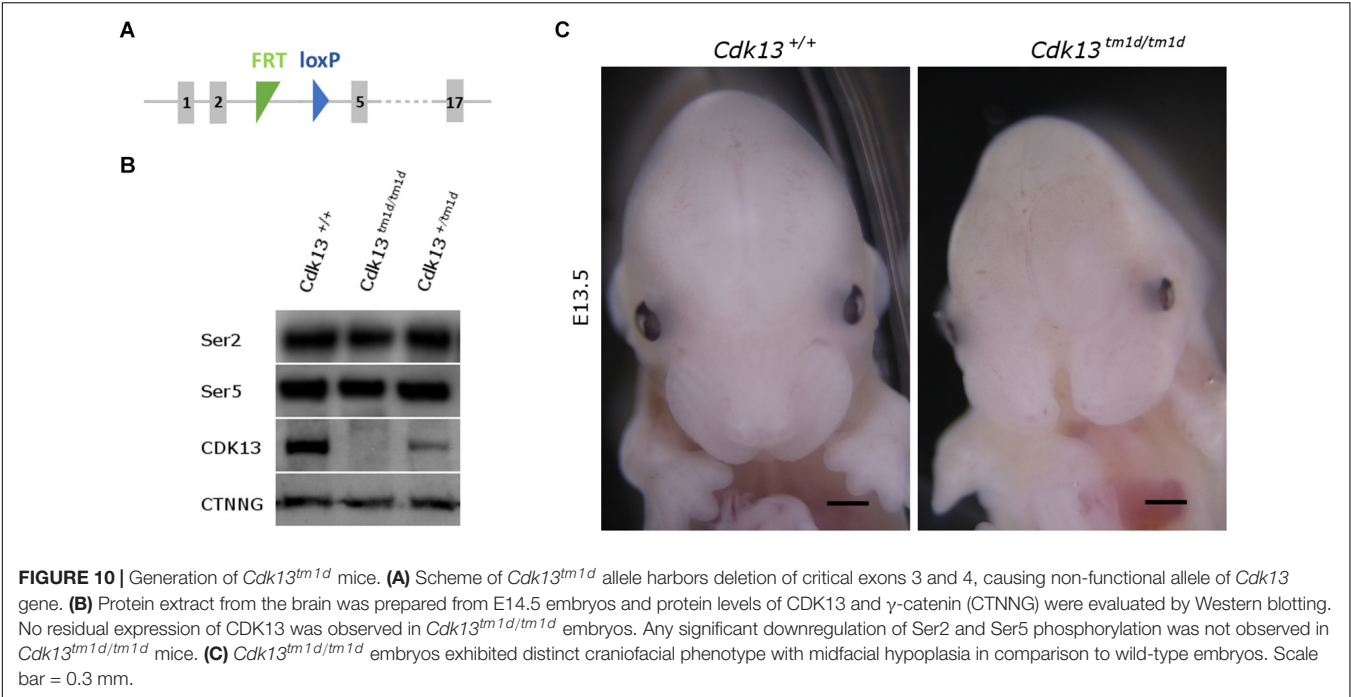 A
FRT loxP
1 2 5 17
B
Cdk13 +/+
Cdk13 tm1d/tm1d
Cdk13 +/tm1d
Ser2
Ser5
CDK13
CTNNG
C
Cdk13 +/+
Cdk13 tm1d/tm1d
E13.5
FIGURE 10 | Generation of Cdk13tm1d mice. (A) Scheme of Cdk13tm1d allele harbors deletion of critical exons 3 and 4, causing non-functional allele of Cdk13
gene. (B) Protein extract from the brain was prepared from E14.5 embryos and protein levels of CDK13 and γ-catenin (CTNNG) were evaluated by Western blotting.
No residual expression of CDK13 was observed in Cdk13tm1d/tm1d embryos. Any significant downregulation of Ser2 and Ser5 phosphorylation was not observed in
Cdk13tm1d/tm1d mice. (C) Cdk13tm1d/tm1d embryos exhibited distinct craniofacial phenotype with midfacial hypoplasia in comparison to wild-type embryos. Scale
bar = 0.3 mm.